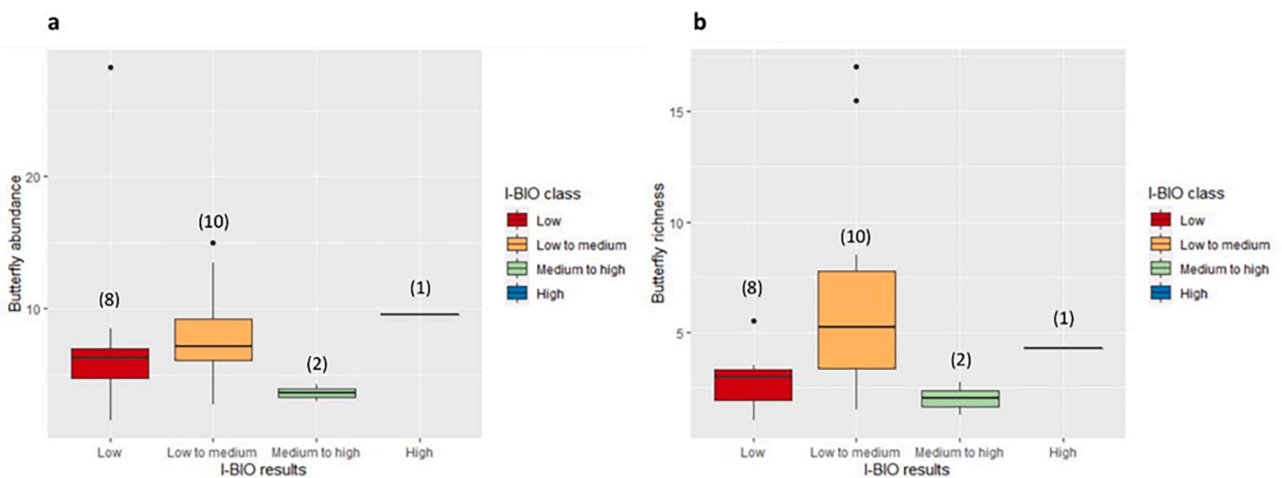 a
Butterfly abundance
20
10
(8)
(10)
(2)
(1)
Low
Low to medium
Medium to high
High
I-BIO results
I-BIO class
Low
Low to medium
Medium to high
High
b
Butterfly richness
15
10
5
(8)
(10)
(2)
(1)
Low
Low to medium
Medium to high
High
I-BIO results
I-BIO class
Low
Low to medium
Medium to high
High